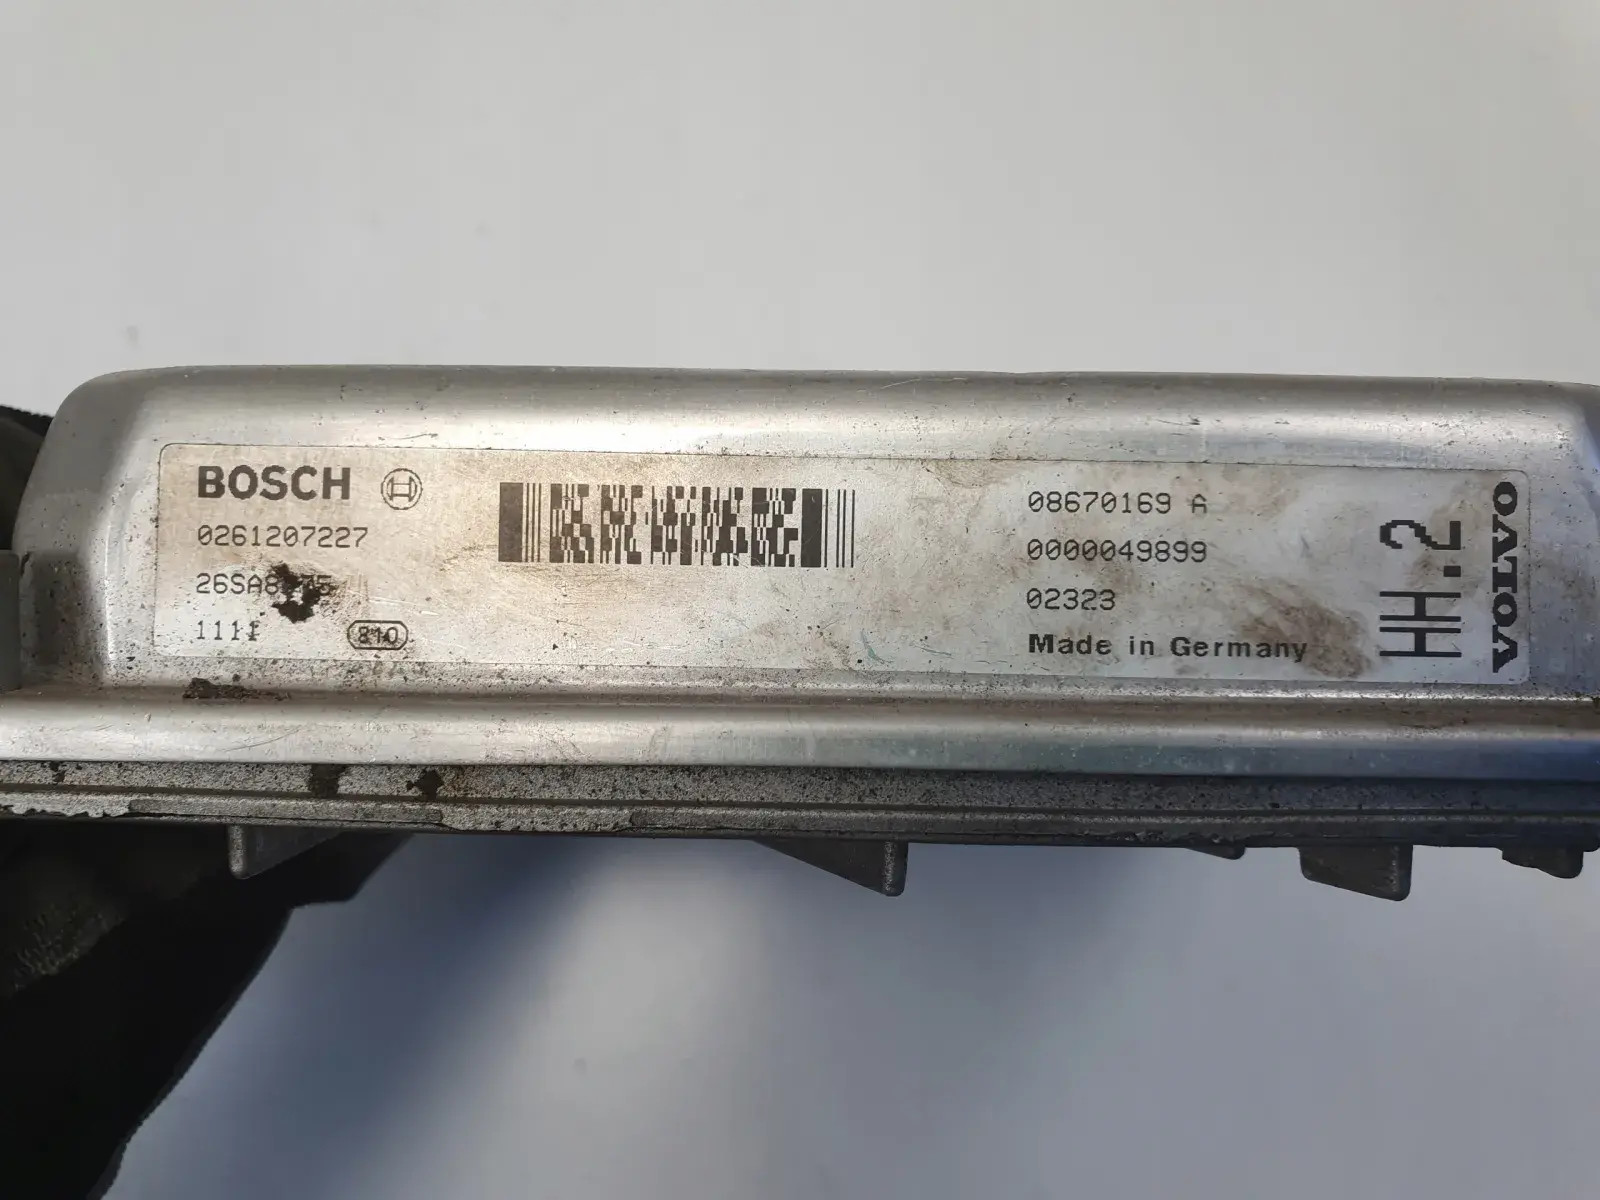 BOSCH
0261207227
1111
810
08670169 A
0000049899
02323
Made in Germany
HH.2
VOLVO